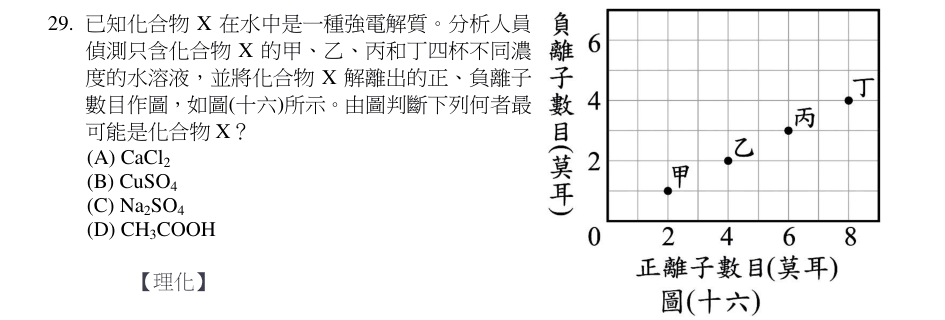 29. 已知化合物 X 在水中是一種強電解質。分析人員
偵測只含化合物 X 的甲、乙、丙和丁四杯不同濃
度的水溶液，並將化合物 X 解離出的正、負離子
數目作圖，如圖(十六)所示。由圖判斷下列何者最
可能是化合物 X？
(A) CaCl₂
(B) CuSO₄
(C) Na₂SO₄
(D) CH₃COOH
【理化】
負離子數目(莫耳)
6
4
2
0
2 4 6 8
甲
乙
丙
丁
正離子數目(莫耳)
圖(十六)